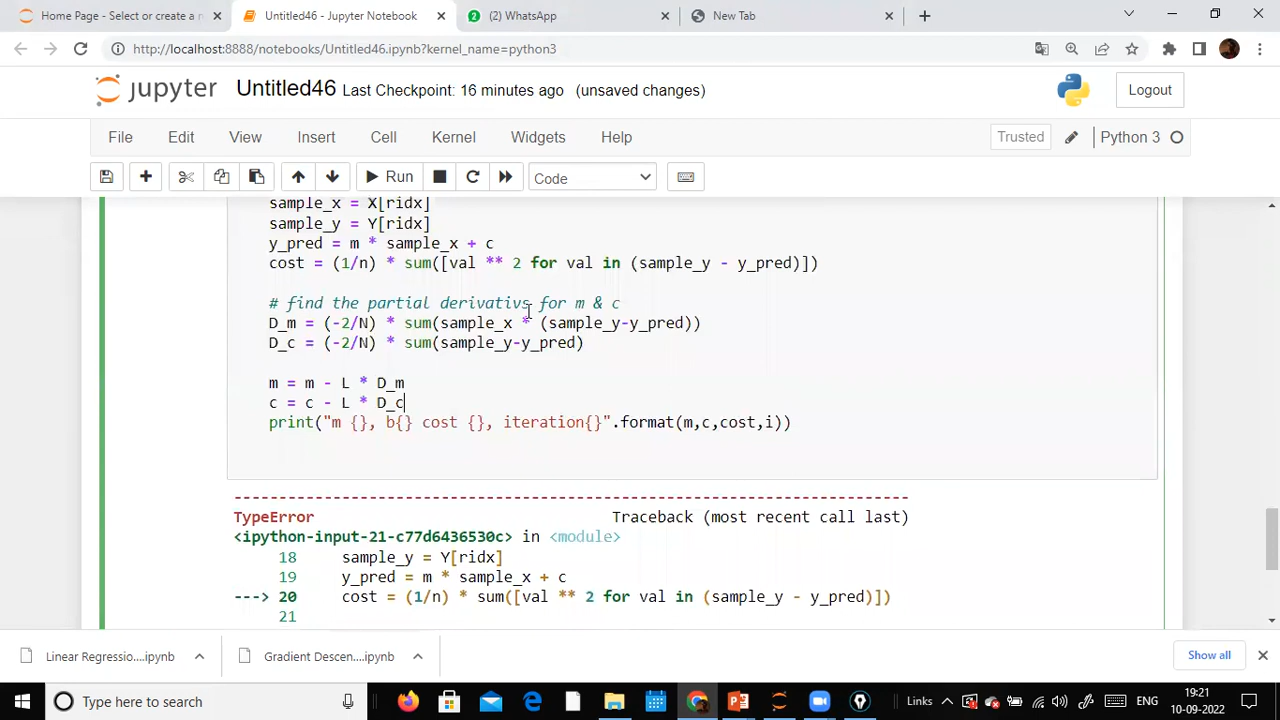 Home Page - Select or create a n
Untitled46 - Jupyter Notebook
(2) WhatsApp
New Tab
http://localhost:8888/notebooks/Untitled46.ipynb?kernel_name=python3
jupyter Untitled46 Last Checkpoint: 16 minutes ago (unsaved changes)
Logout
File Edit View Insert Cell Kernel Widgets Help
Trusted
Python 3
Run
Code
sample_x = X[ridx]
sample_y = Y[ridx]
y_pred = m * sample_x + c
cost = (1/n) * sum([val ** 2 for val in (sample_y - y_pred)])
# find the partial derivativs for m & c
D_m = (-2/N) * sum(sample_x * (sample_y-y_pred))
D_c = (-2/N) * sum(sample_y-y_pred)
m = m - L * D_m
c = c - L * D_c
print("m {}, b{} cost {}, iteration{}".format(m,c,cost,i))
---------------------------------------------------------------------------
TypeError Traceback (most recent call last)
<ipython-input-21-c77d6436530c> in <module>
18 sample_y = Y[ridx]
19 y_pred = m * sample_x + c
---> 20 cost = (1/n) * sum([val ** 2 for val in (sample_y - y_pred)])
21
Linear Regressio....ipynb
Gradient Descen....ipynb
Show all
Type here to search
Links
ENG
19:21
10-09-2022